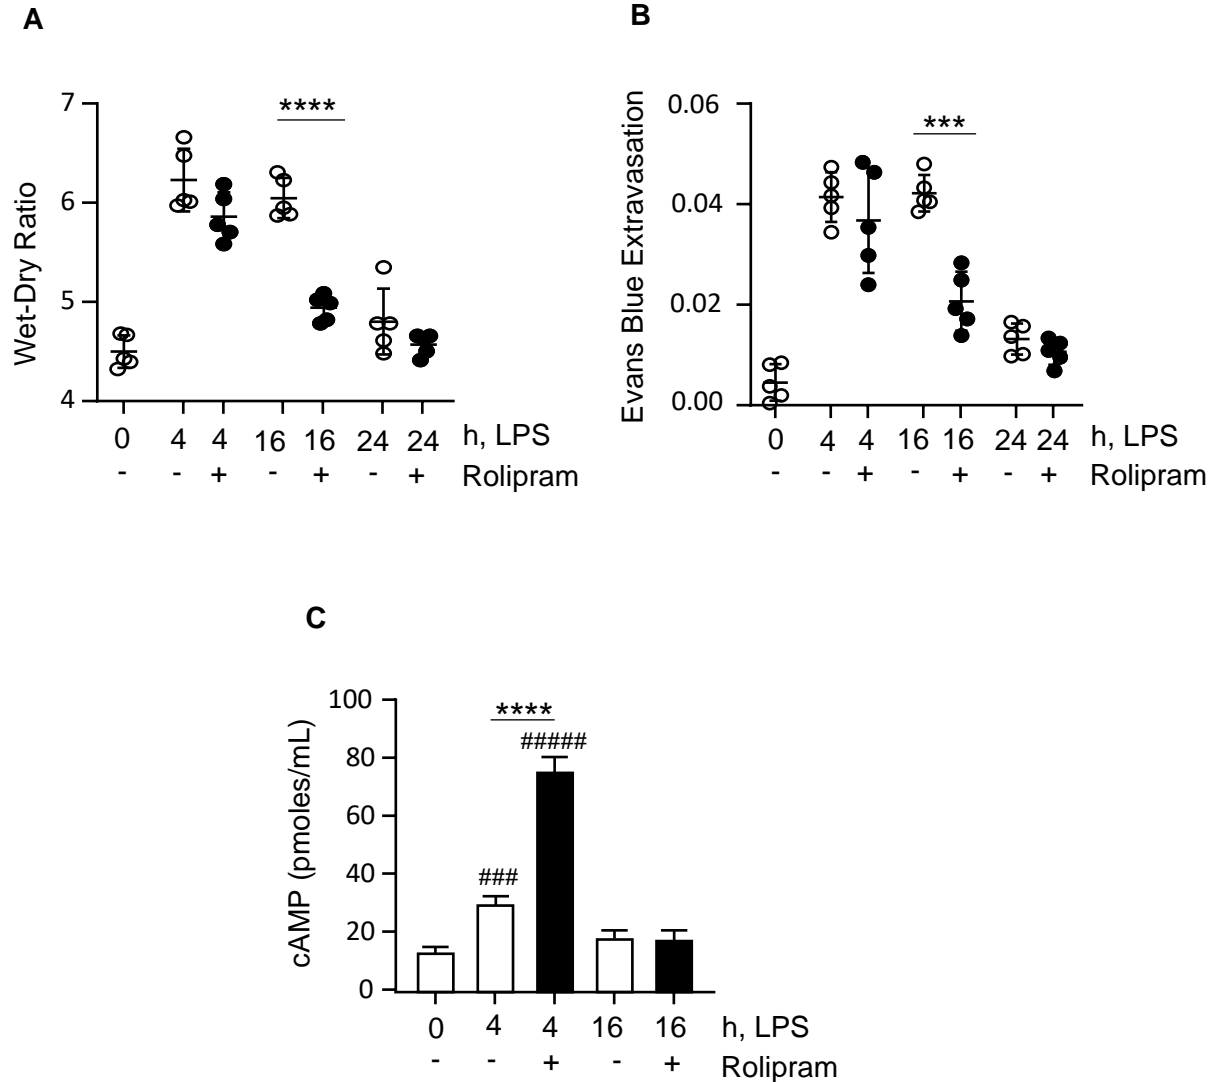 A
7
6
5
4
Wet-Dry Ratio
****
0 4 4 16 16 24 24 h, LPS
- - + - + - + Rolipram
B
0.06
0.04
0.02
0.00
Evans Blue Extravasation
***
0 4 4 16 16 24 24 h, LPS
- - + - + - + Rolipram
C
100
80
60
40
20
0
cAMP (pmoles/mL)
****
#####
###
0 4 4 16 16 h, LPS
- - + - + Rolipram